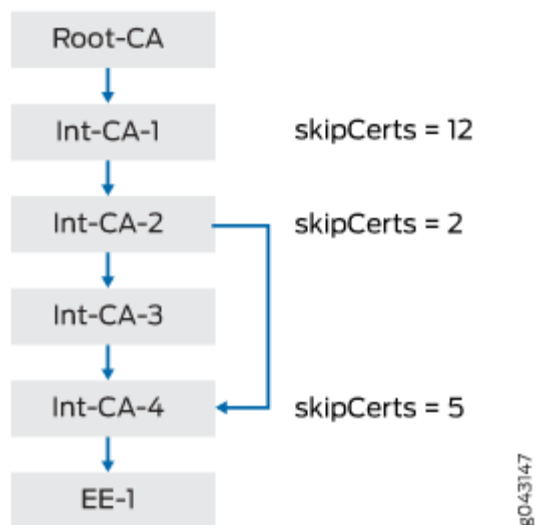 Root-CA
Int-CA-1 skipCerts = 12
Int-CA-2 skipCerts = 2
Int-CA-3
Int-CA-4 skipCerts = 5
EE-1
g043147